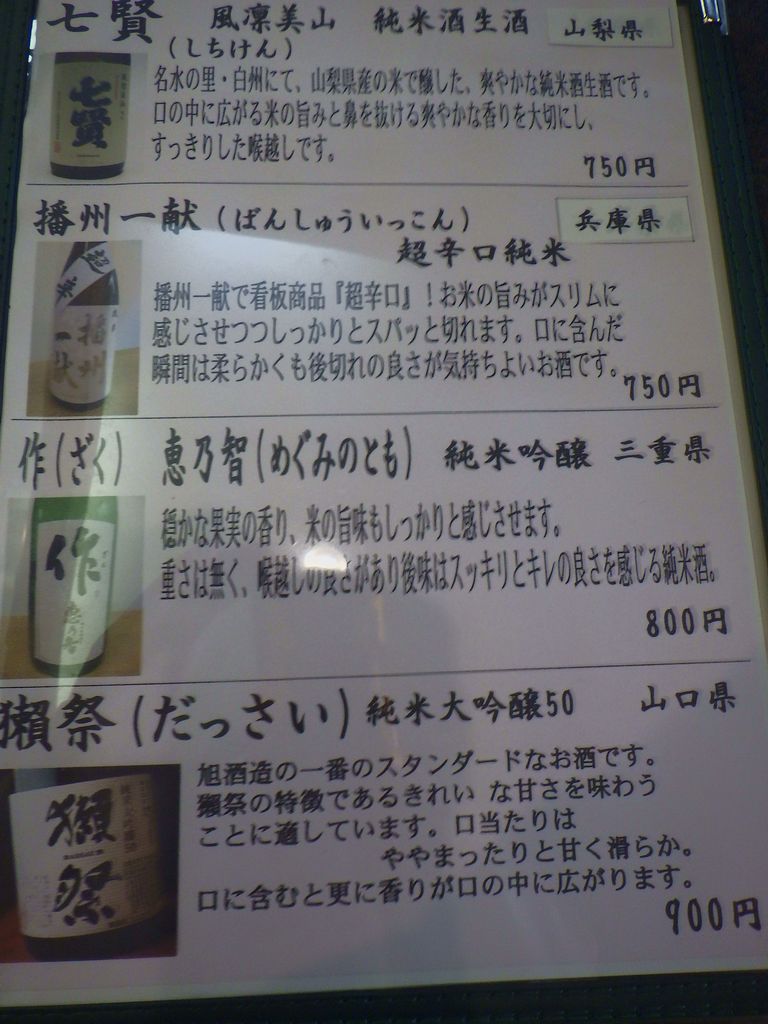 七賢 風凛美山 純米酒生酒 山梨県
(しちけん)
七賢
名水の里・白州にて、山梨県産の米で醸した、爽やかな純米酒生酒です。
口の中に広がる米の旨みと鼻を抜ける爽やかな香りを大切にし、
すっきりした喉越しです。
750円
播州一献(ばんしゅういっこん) 兵庫県
超辛口純米
超辛
播州
一献
播州一献で看板商品『超辛口』!お米の旨みがスリムに
感じさせつつしっかりとスパッと切れます。口に含んだ
瞬間は柔らかくも後切れの良さが気持ちよいお酒です。
750円
作(ざく) 恵乃智(めぐみのとも) 純米吟醸 三重県
作
恵乃智
穏かな果実の香り、米の旨味もしっかりと感じさせます。
重さは無く、喉越しの良さがあり後味はスッキリとキレの良さを感じる純米酒。
800円
獺祭(だっさい)純米大吟醸50 山口県
獺祭
旭酒造の一番のスタンダードなお酒です。
獺祭の特徴であるきれい な甘さを味わう
ことに適しています。口当たりは
ややまったりと甘く滑らか。
口に含むと更に香りが口の中に広がります。
900円